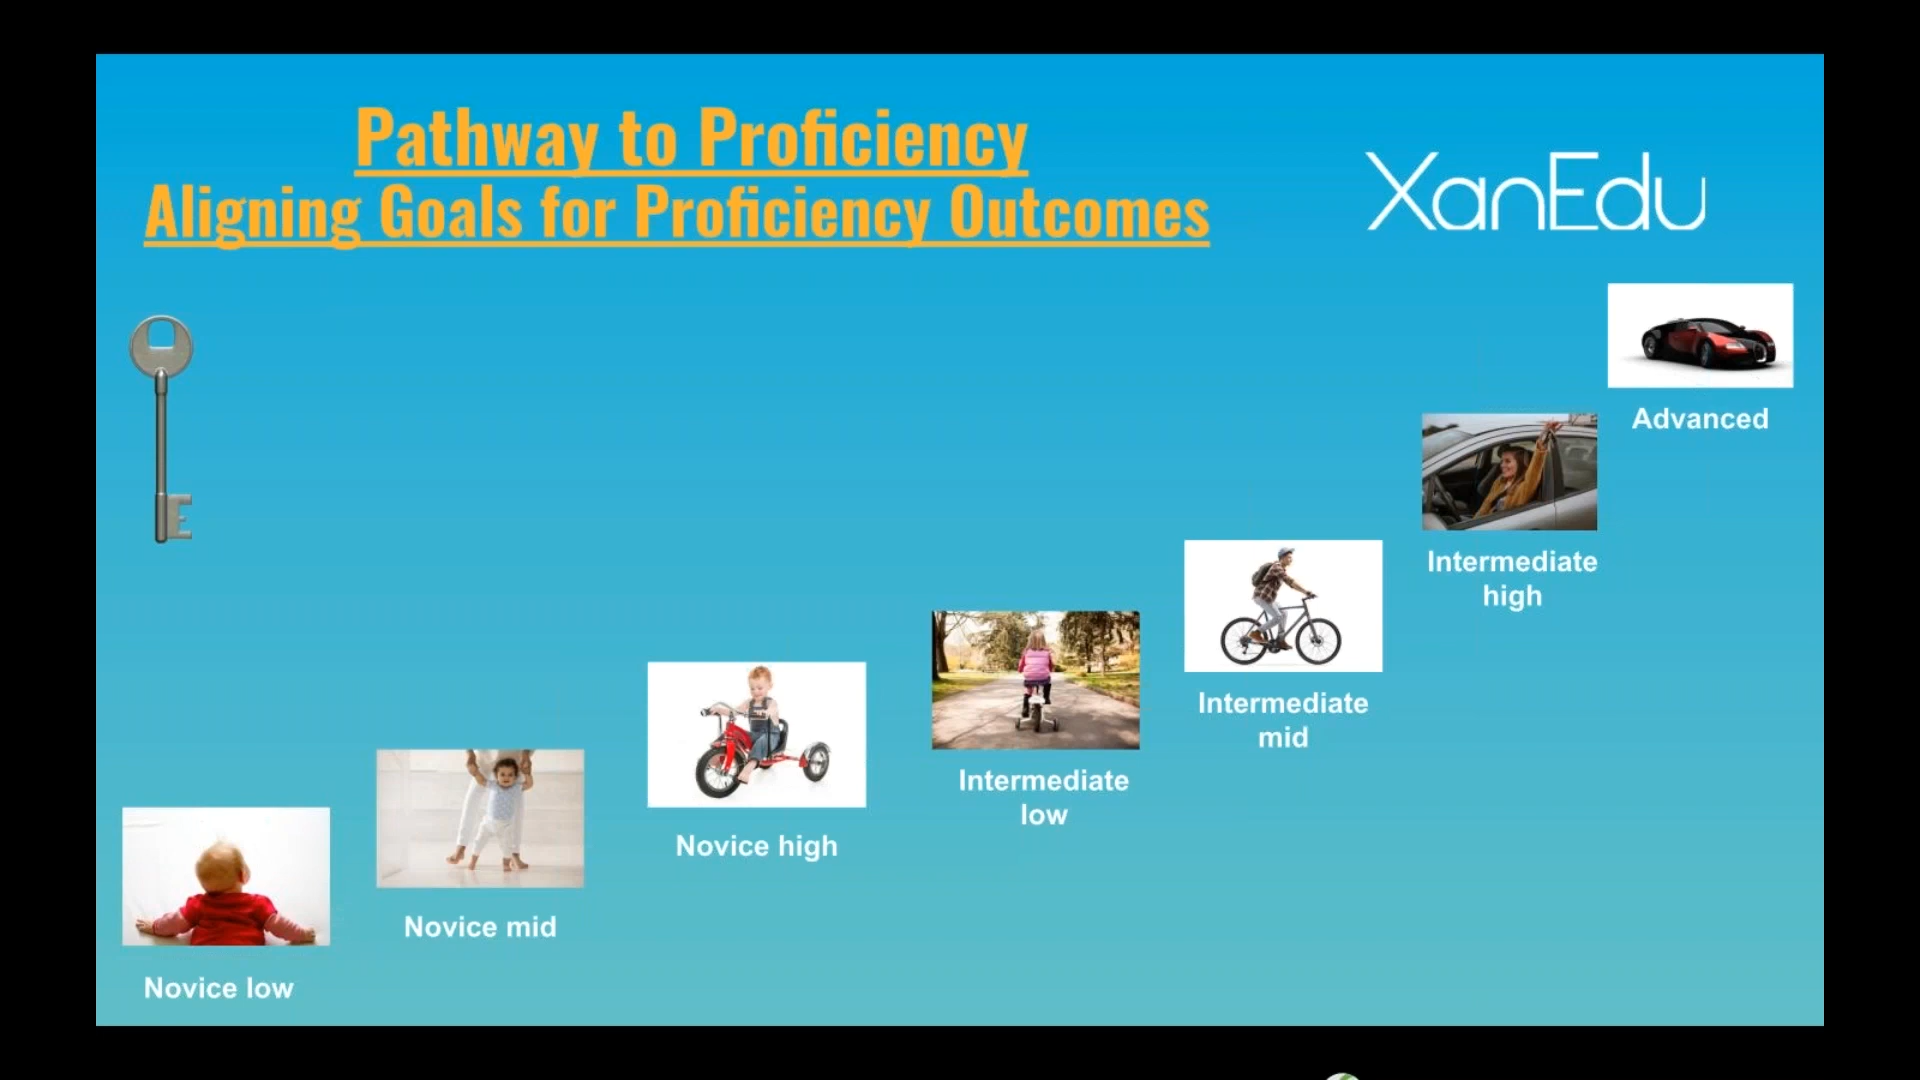 Pathway to Proficiency
Aligning Goals for Proficiency Outcomes
XanEdu
Advanced
Intermediate
high
Intermediate
mid
Intermediate
low
Novice high
Novice mid
Novice low